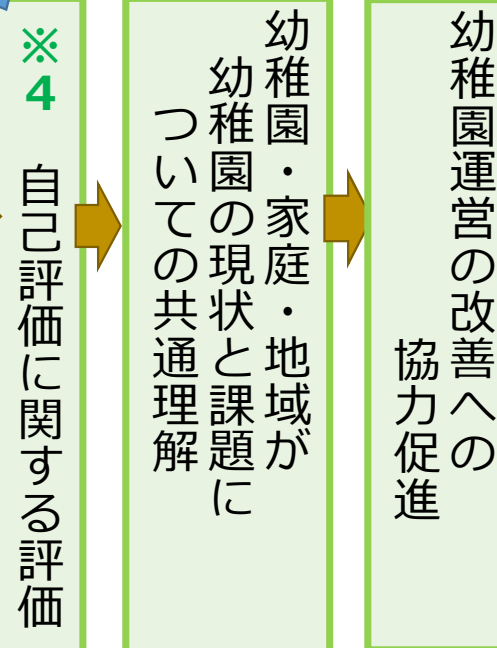 ※4 自己評価に関する評価
幼稚園・家庭・地域が
幼稚園の現状と課題に
ついての共通理解
幼稚園運営の改善への
協力促進